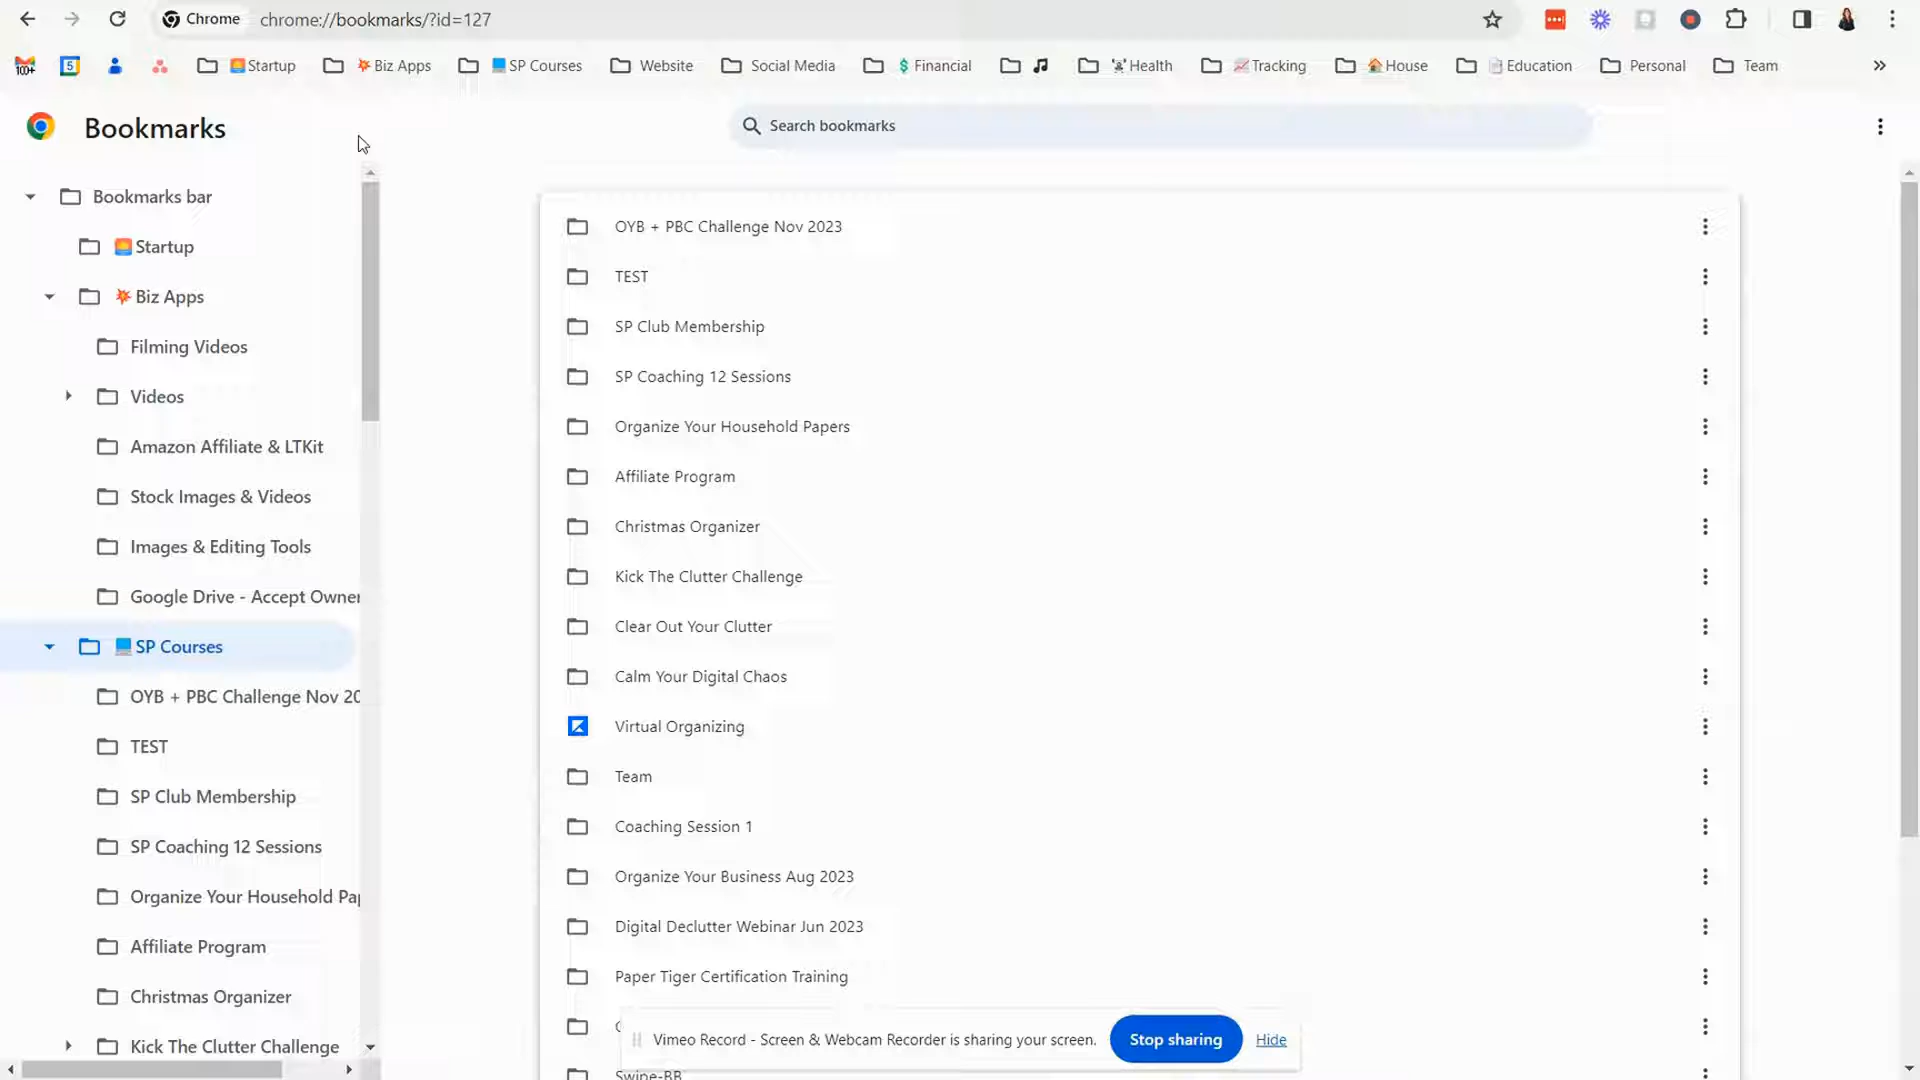 Chrome
chrome://bookmarks/?id=127
100+
5
Startup
Biz Apps
SP Courses
Website
Social Media
$ Financial
Health
Tracking
House
Education
Personal
Team
Bookmarks
Search bookmarks
Bookmarks bar
Startup
Biz Apps
Filming Videos
Videos
Amazon Affiliate & LTKit
Stock Images & Videos
Images & Editing Tools
Google Drive - Accept Owner
SP Courses
OYB + PBC Challenge Nov 20
TEST
SP Club Membership
SP Coaching 12 Sessions
Organize Your Household Pap
Affiliate Program
Christmas Organizer
Kick The Clutter Challenge
OYB + PBC Challenge Nov 2023
TEST
SP Club Membership
SP Coaching 12 Sessions
Organize Your Household Papers
Affiliate Program
Christmas Organizer
Kick The Clutter Challenge
Clear Out Your Clutter
Calm Your Digital Chaos
Virtual Organizing
Team
Coaching Session 1
Organize Your Business Aug 2023
Digital Declutter Webinar Jun 2023
Paper Tiger Certification Training
Swipe-BB
Vimeo Record - Screen & Webcam Recorder is sharing your screen.
Stop sharing
Hide